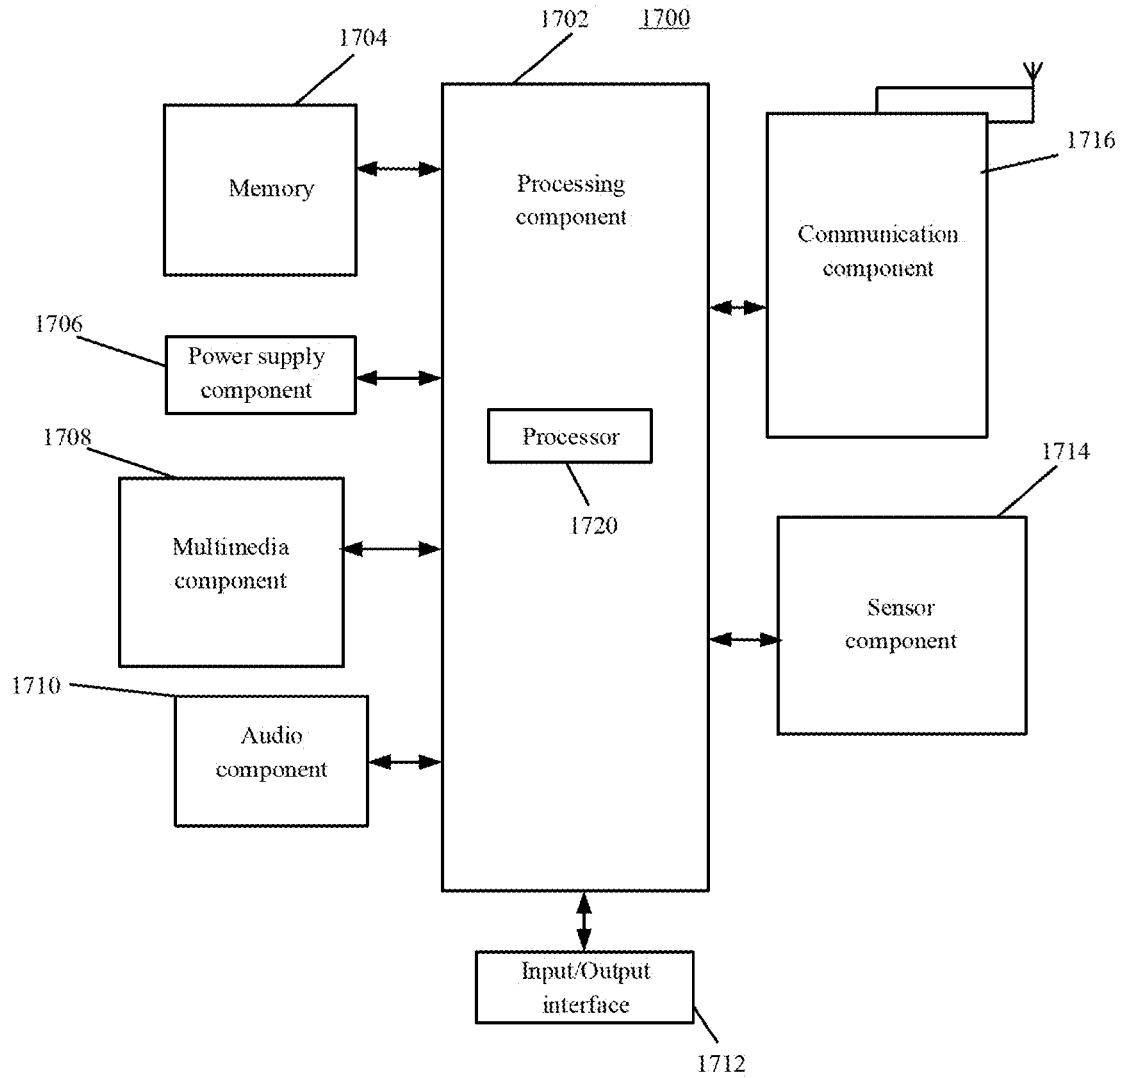 1702
1700
1704
1716
Memory
Processing
component
Communication
component
1706
Power supply
component
Processor
1720
1708
Multimedia
component
1714
Sensor
component
1710
Audio
component
Input/Output
interface
1712